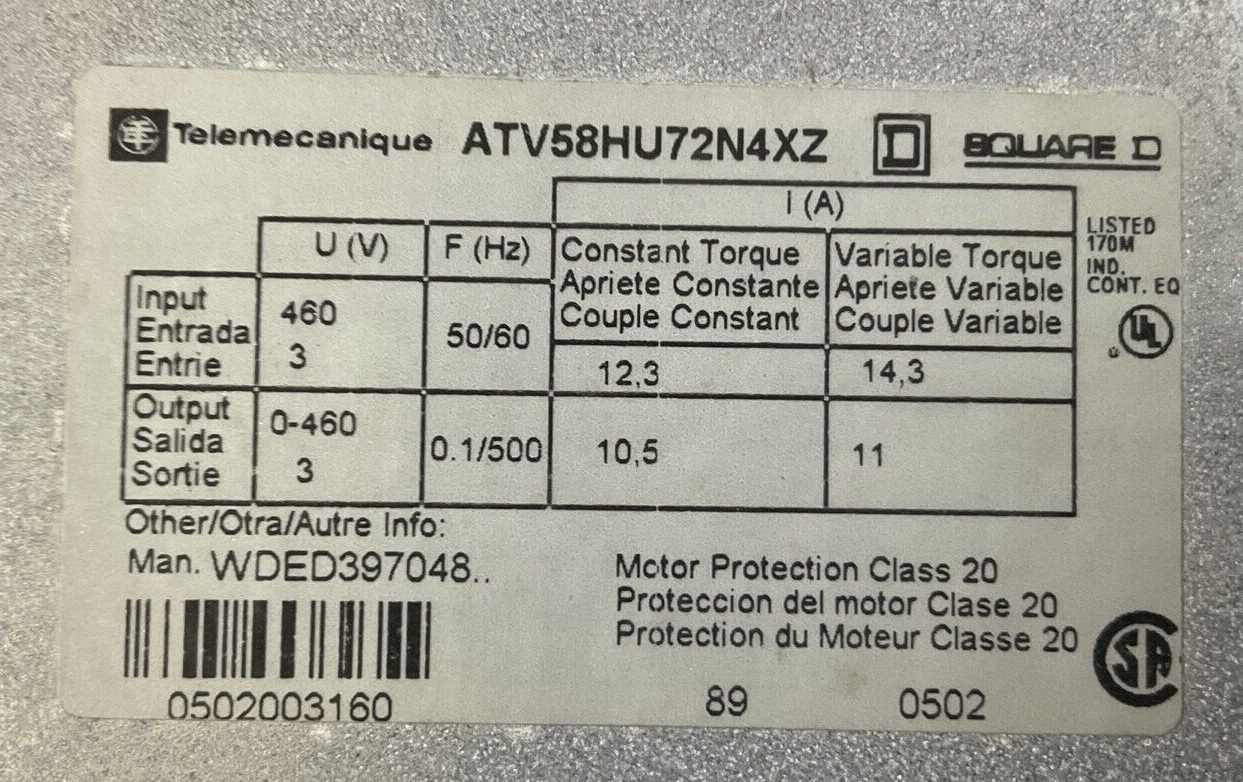 Telemecanique ATV58HU72N4XZ D SQUARE D
I (A)
U (V) F (Hz)
Constant Torque
Apriete Constante
Couple Constant
Variable Torque
Apriete Variable
Couple Variable
LISTED
170M
IND.
CONT. EQ
UL
Input
Entrada
Entrie
460
3
50/60
12,3
14,3
Output
Salida
Sortie
0-460
3
0.1/500
10,5
11
Other/Otra/Autre Info:
Man. WDED397048..
Motor Protection Class 20
Proteccion del motor Clase 20
Protection du Moteur Classe 20
SA
0502003160
89
0502